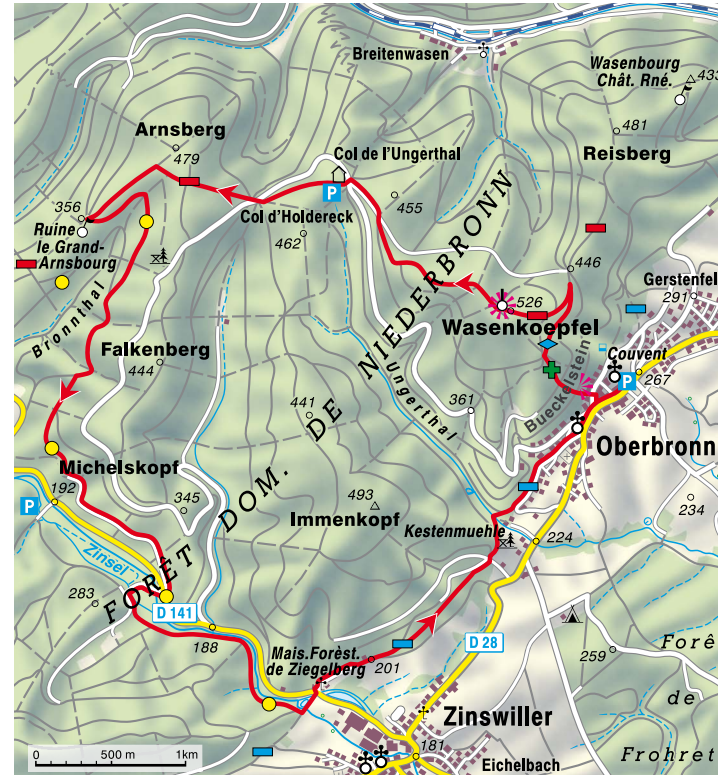 Breitenwasen
Wasenbourg
Chât. Rné.
433
Arnsberg
479
481
Reisberg
Col de l'Ungerthal
P
455
356
Ruine
le Grand-
Arnsbourg
Col d'Holdereck
462
446
Gerstenfel
291
526
Wasenkoepfel
Bronnthal
Falkenberg
444
FORÊT DOM. DE NIEDERBRONN
Ungerthal
Bueckelstein
Couvent
P
267
441
361
Oberbronn
Michelskopf
192
P
345
493
Immenkopf
Kestenmuehle
234
224
Zinsel
283
D 141
188
Mais. Forèst.
de Ziegelberg
201
D 28
259
Forê
de
Frohret
Zinswiller
181
Eichelbach
0 500 m 1km